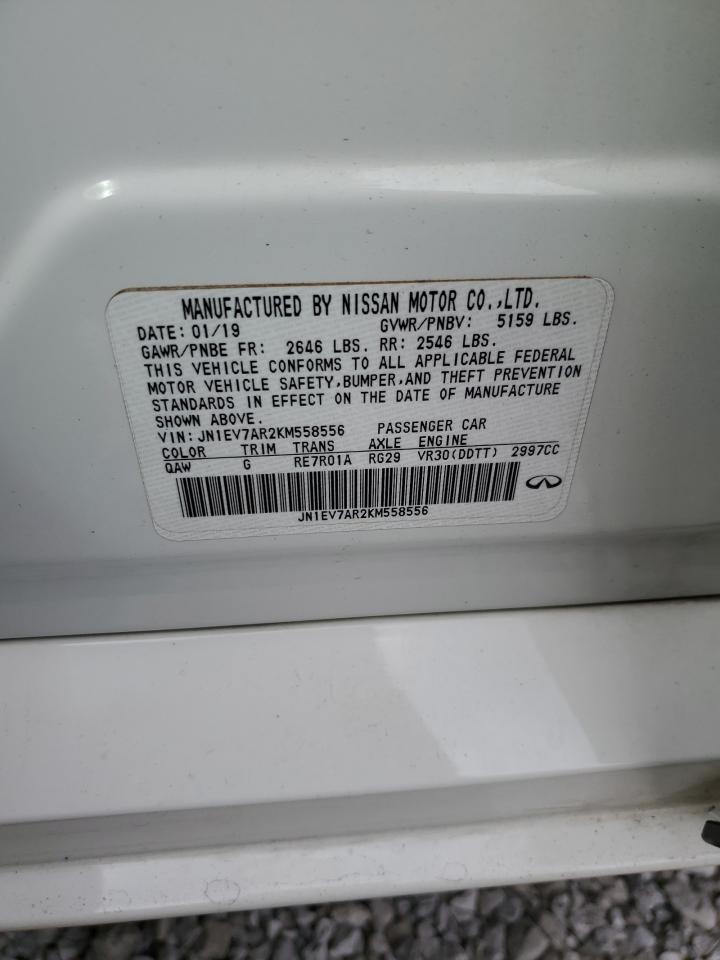 MANUFACTURED BY NISSAN MOTOR CO.,LTD.
DATE: 01/19 GVWR/PNBV: 5159 LBS.
GAWR/PNBE FR: 2646 LBS. RR: 2546 LBS.
THIS VEHICLE CONFORMS TO ALL APPLICABLE FEDERAL
MOTOR VEHICLE SAFETY,BUMPER,AND THEFT PREVENTION
STANDARDS IN EFFECT ON THE DATE OF MANUFACTURE
SHOWN ABOVE.
VIN: JN1EV7AR2KM558556 PASSENGER CAR
COLOR TRIM TRANS AXLE ENGINE
QAW G RE7R01A RG29 VR30(DDTT) 2997CC
JN1EV7AR2KM558556